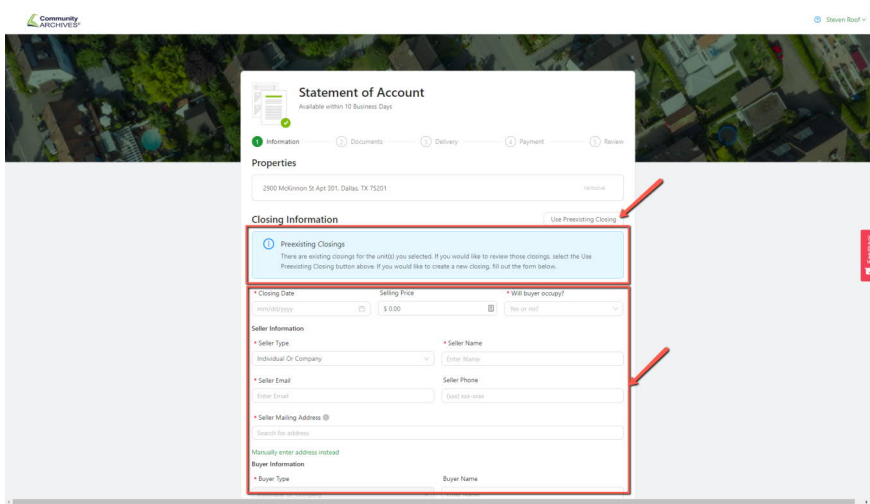 Community
ARCHIVES®
Steven Roof
Statement of Account
Available within 10 Business Days
1 Information
2 Documents
3 Delivery
4 Payment
5 Review
Properties
2900 McKinnon St Apt 301, Dallas, TX 75201
Closing Information
Use Preexisting Closing
Preexisting Closings
There are existing closings for the unit(s) you selected. If you would like to review those closings, select the Use
Preexisting Closing button above. If you would like to create a new closing, fill out the form below.
* Closing Date Selling Price * Will buyer occupy?
mm/dd/yyyy $ 0.00 Yes or no?
Seller Information
* Seller Type * Seller Name
Individual Or Company Enter Name
* Seller Email Seller Phone
Enter Email (xxx) xxx-xxxx
* Seller Mailing Address
Search for address
Manually enter address instead
Buyer Information
* Buyer Type Buyer Name